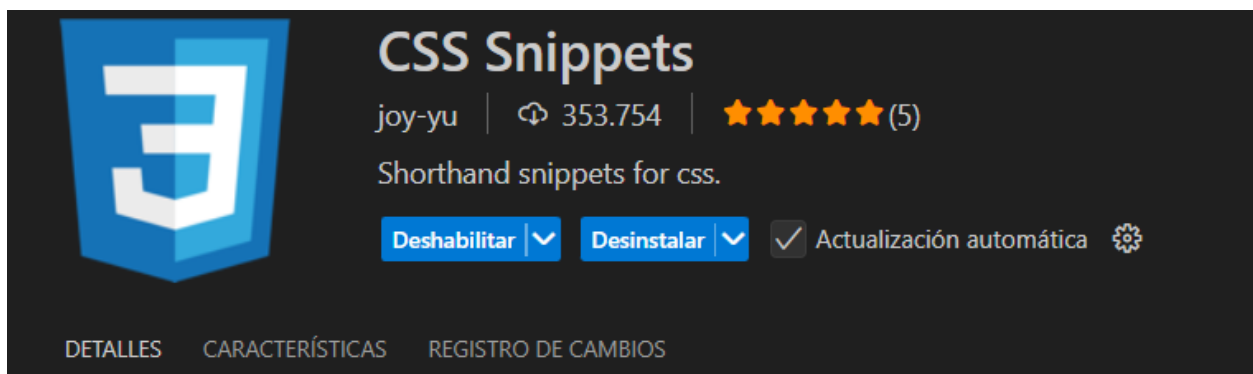 CSS Snippets
joy-yu 353.754 (5)
Shorthand snippets for css.
Deshabilitar Desinstalar Actualización automática
DETALLES CARACTERÍSTICAS REGISTRO DE CAMBIOS